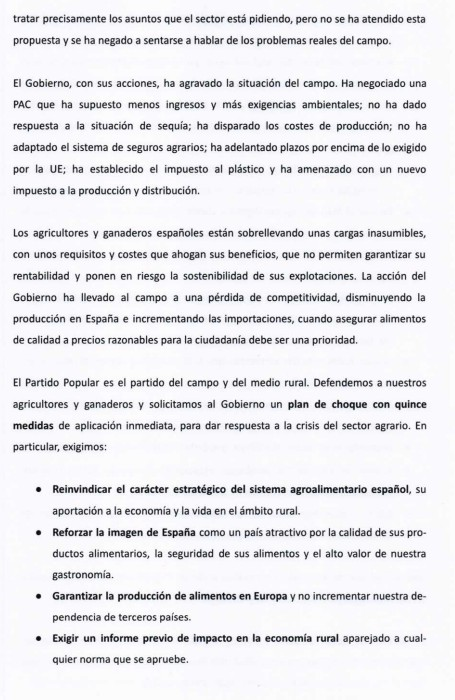 tratar precisamente los asuntos que el sector está pidiendo, pero no se ha atendido esta
propuesta y se ha negado a sentarse a hablar de los problemas reales del campo.
El Gobierno, con sus acciones, ha agravado la situación del campo. Ha negociado una
PAC que ha supuesto menos ingresos y más exigencias ambientales; no ha dado
respuesta a la situación de sequía; ha disparado los costes de producción; no ha
adaptado el sistema de seguros agrarios; ha adelantado plazos por encima de lo exigido
por la UE; ha establecido el impuesto al plástico y ha amenazado con un nuevo
impuesto a la producción y distribución.
Los agricultores y ganaderos españoles están sobrellevando unas cargas inasumibles,
con unos requisitos y costes que ahogan sus beneficios, que no permiten garantizar su
rentabilidad y ponen en riesgo la sostenibilidad de sus explotaciones. La acción del
Gobierno ha llevado al campo a una pérdida de competitividad, disminuyendo la
producción en España e incrementando las importaciones, cuando asegurar alimentos
de calidad a precios razonables para la ciudadanía debe ser una prioridad.
El Partido Popular es el partido del campo y del medio rural. Defendemos a nuestros
agricultores y ganaderos y solicitamos al Gobierno un plan de choque con quince
medidas de aplicación inmediata, para dar respuesta a la crisis del sector agrario. En
particular, exigimos:
● Reinvindicar el carácter estratégico del sistema agroalimentario español, su
aportación a la economía y la vida en el ámbito rural.
● Reforzar la imagen de España como un país atractivo por la calidad de sus pro-
ductos alimentarios, la seguridad de sus alimentos y el alto valor de nuestra
gastronomía.
● Garantizar la producción de alimentos en Europa y no incrementar nuestra de-
pendencia de terceros países.
● Exigir un informe previo de impacto en la economía rural aparejado a cual-
quier norma que se apruebe.